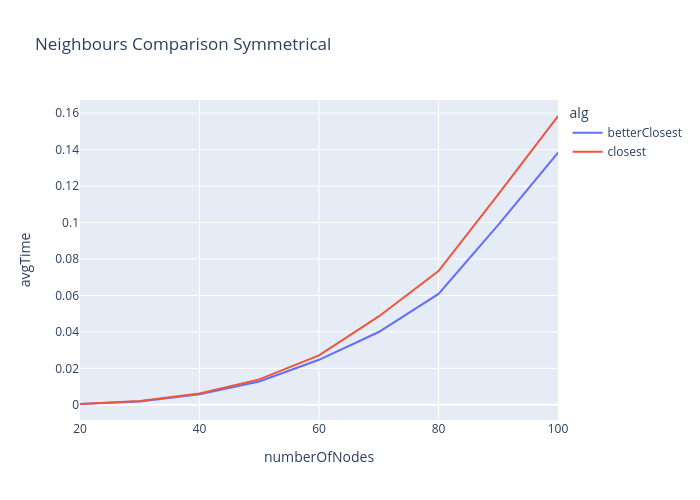 Neighbours Comparison Symmetrical
alg
betterClosest
closest
avgTime
0.16
0.14
0.12
0.1
0.08
0.06
0.04
0.02
0
20 40 60 80 100
numberOfNodes